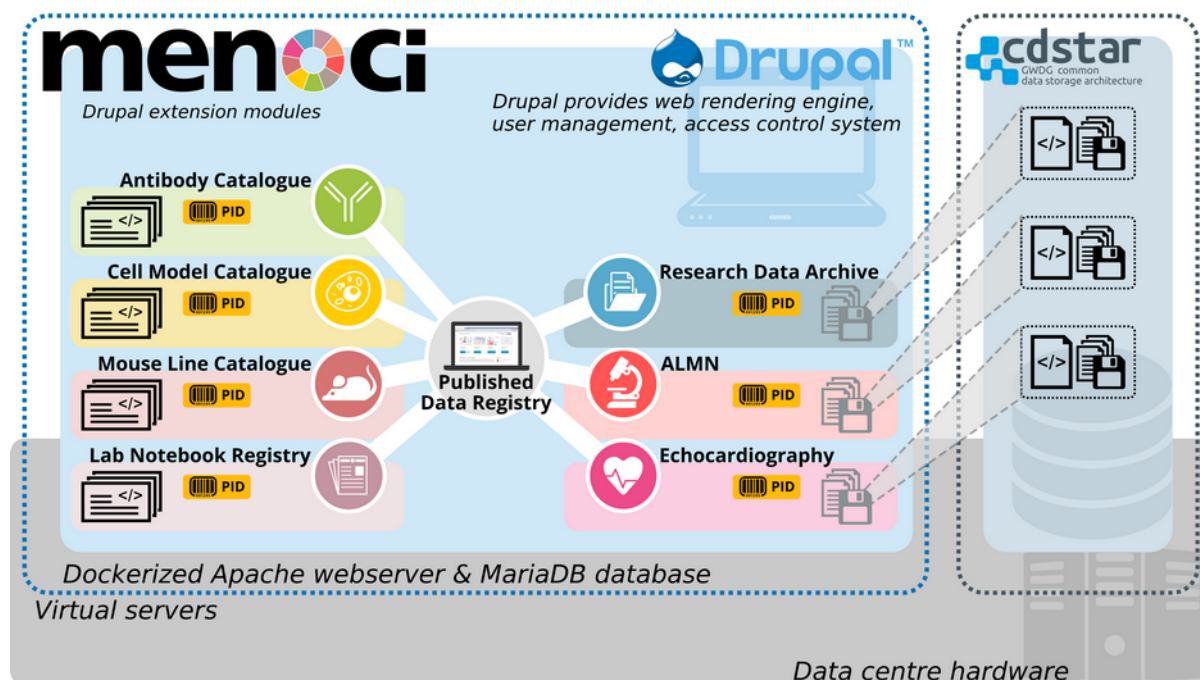 menoci
Drupal extension modules
Drupal™
Drupal provides web rendering engine,
user management, access control system
cdstar
GWDG common
data storage architecture
Antibody Catalogue
</>
PID
Cell Model Catalogue
</>
PID
Mouse Line Catalogue
</>
PID
Lab Notebook Registry
</>
PID
Published
Data Registry
Research Data Archive
PID
ALMN
PID
Echocardiography
PID
</>
</>
</>
Dockerized Apache webserver & MariaDB database
Virtual servers
Data centre hardware